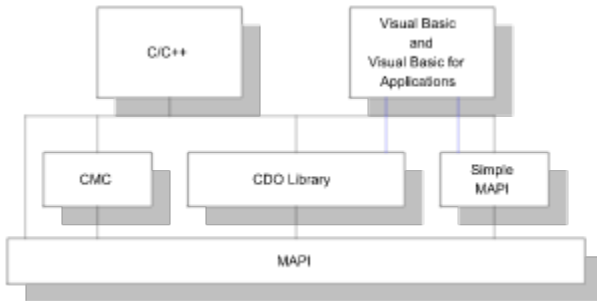 C/C++
Visual Basic
and
Visual Basic for
Applications
CMC
CDO Library
Simple
MAPI
MAPI